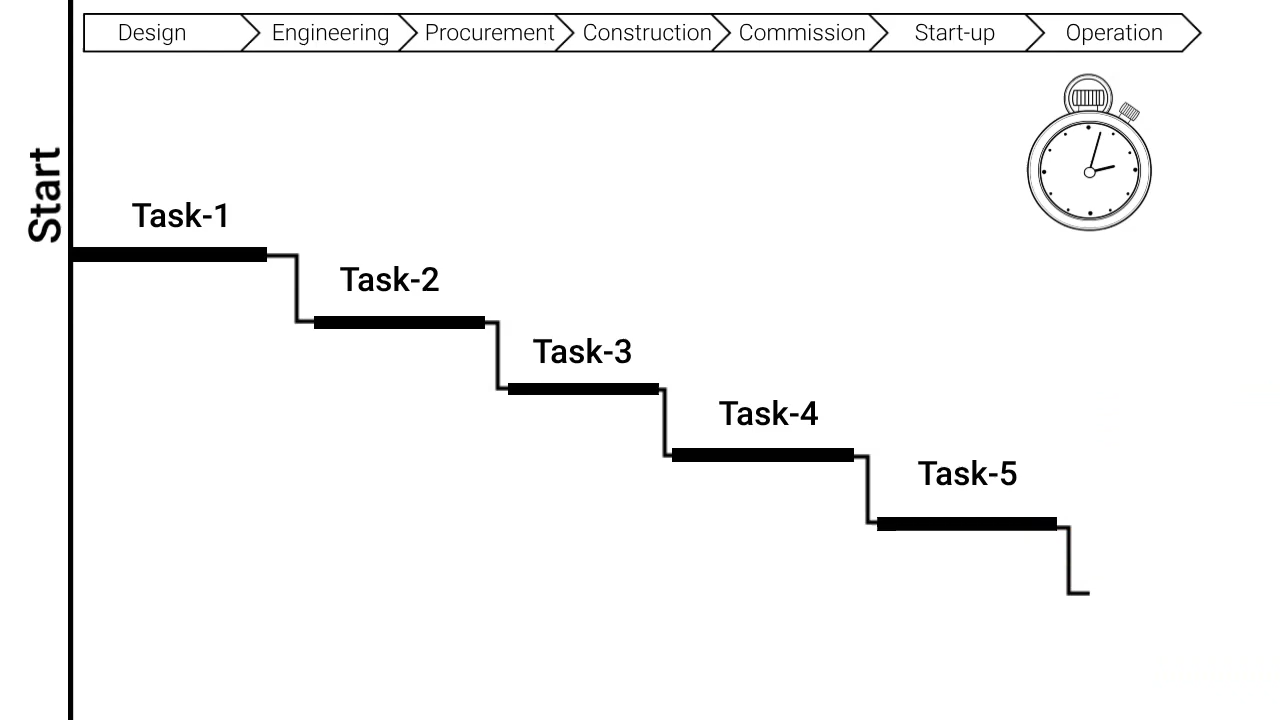 Design
Engineering
Procurement
Construction
Commission
Start-up
Operation
Start
Task-1
Task-2
Task-3
Task-4
Task-5